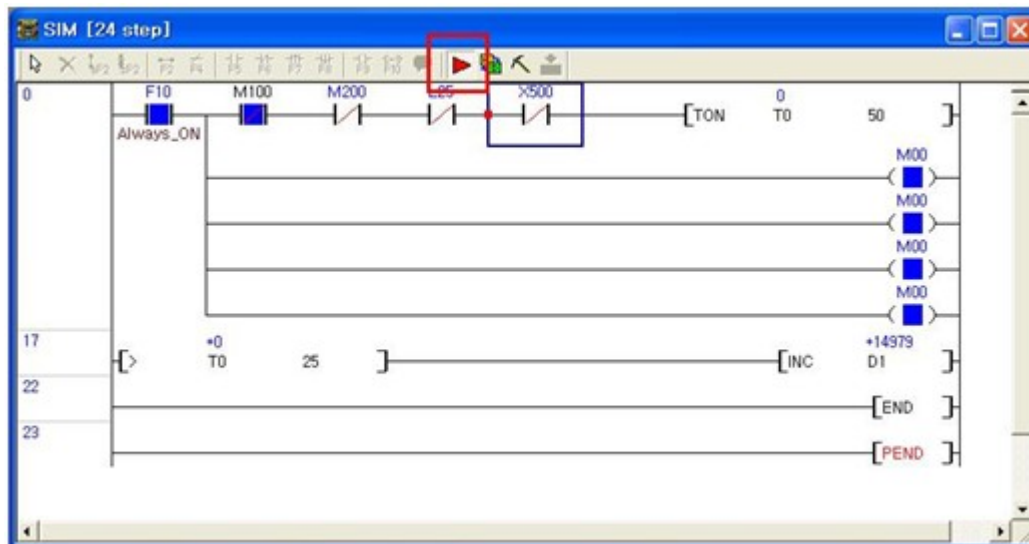 SIM [24 step]
0 F10 M100 M200 X500 0
[TON T0 50 ]
Always_ON
M00
M00
M00
M00
17 +0 +14979
[> T0 25 ] [INC D1 ]
22
[END ]
23
[PEND ]